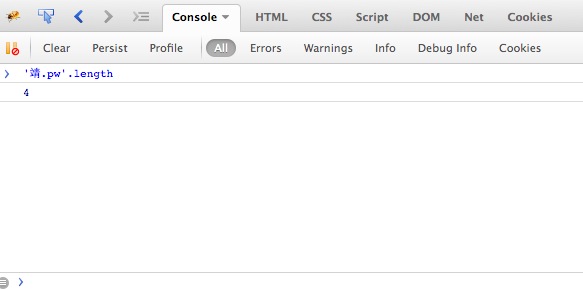 Console HTML CSS Script DOM Net Cookies
Clear Persist Profile All Errors Warnings Info Debug Info Cookies
'靖.pw'.length
4